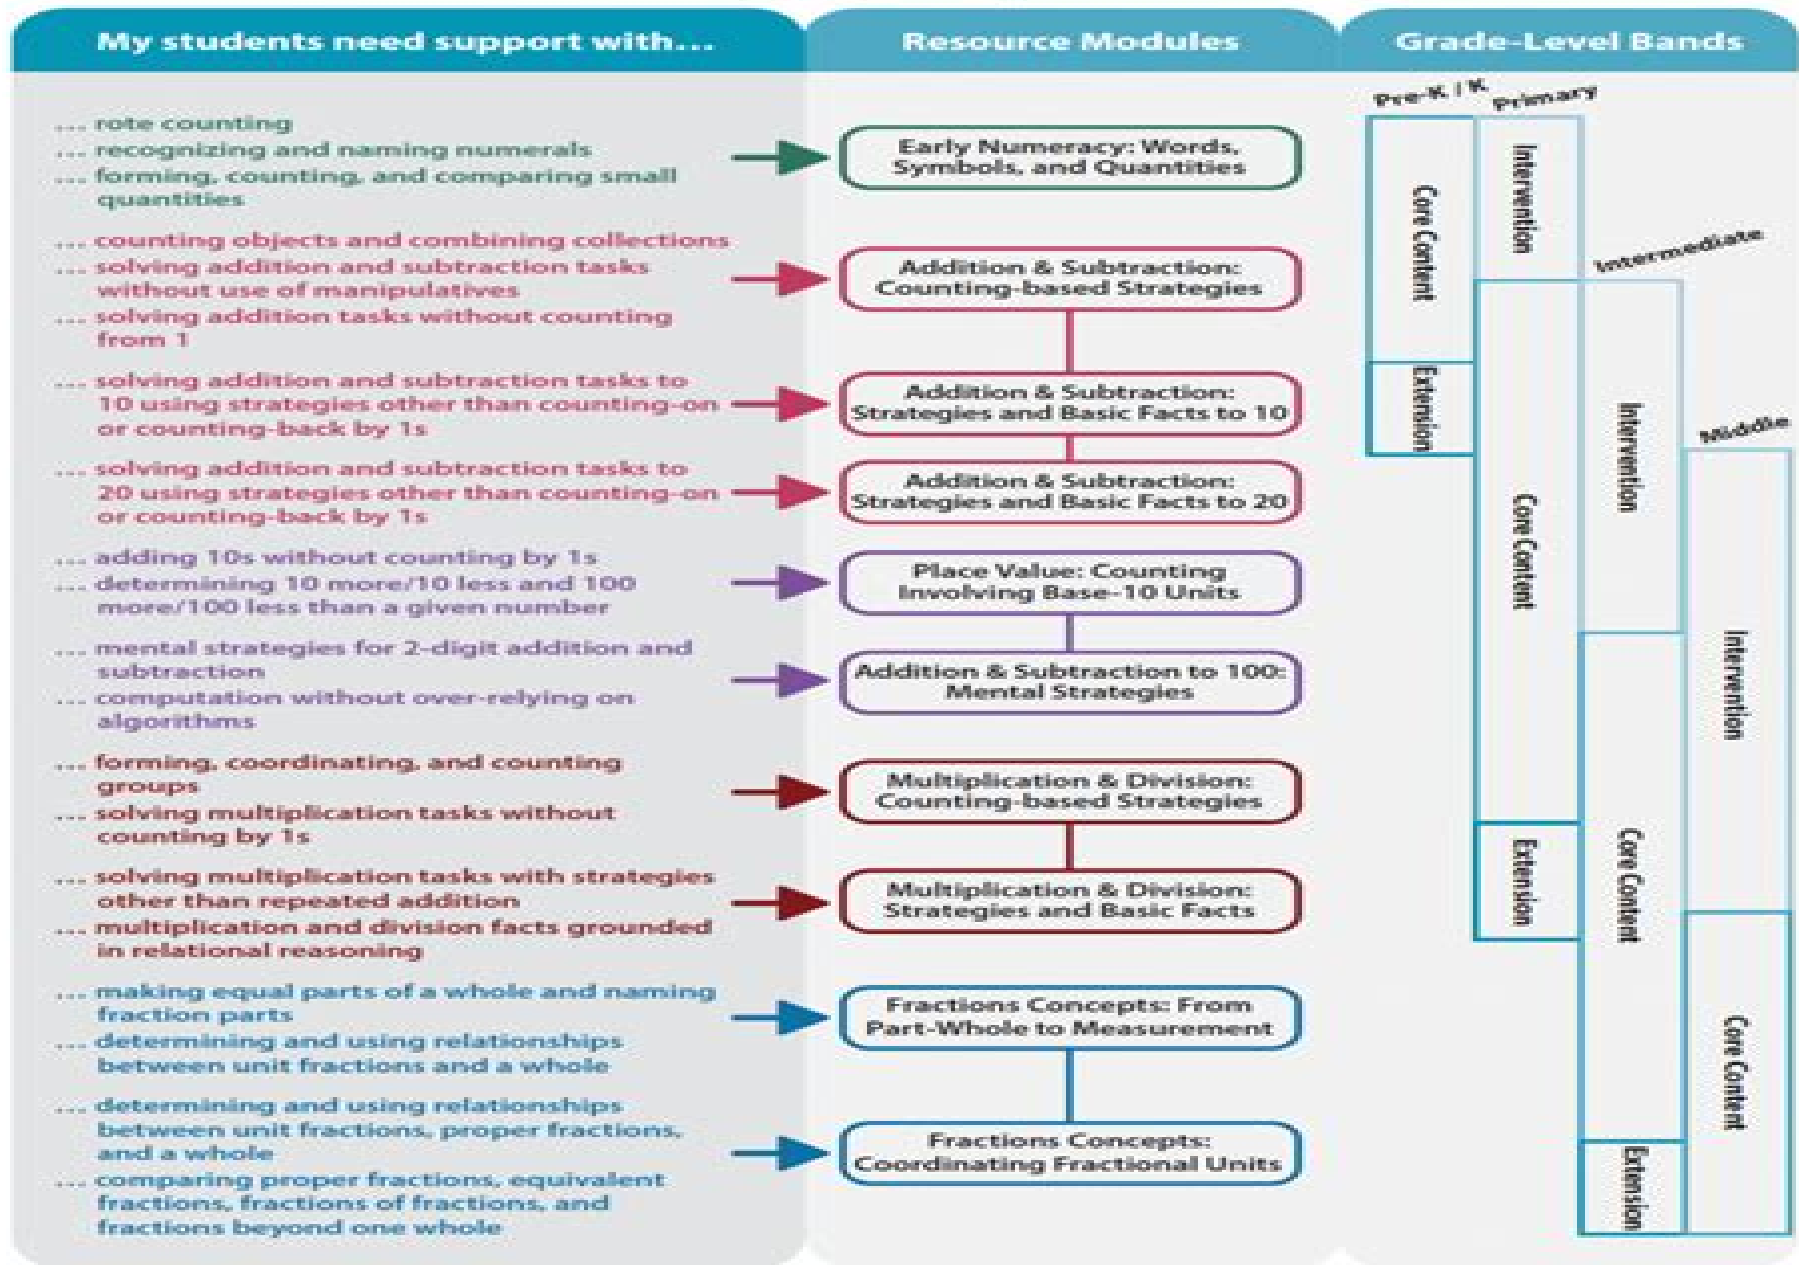 My students need support with...
Resource Modules
Grade-Level Bands
... rote counting
... recognizing and naming numerals
... forming, counting, and comparing small
quantities
... counting objects and combining collections
... solving addition and subtraction tasks
without use of manipulatives
... solving addition tasks without counting
from 1
... solving addition and subtraction tasks to
10 using strategies other than counting-on
or counting-back by 1s
... solving addition and subtraction tasks to
20 using strategies other than counting-on
or counting-back by 1s
... adding 10s without counting by 1s
... determining 10 more/10 less and 100
more/100 less than a given number
... mental strategies for 2-digit addition and
subtraction
... computation without over-relying on
algorithms
... forming, coordinating, and counting
groups
... solving multiplication tasks without
counting by 1s
... solving multiplication tasks with strategies
other than repeated addition
... multiplication and division facts grounded
in relational reasoning
... making equal parts of a whole and naming
fraction parts
... determining and using relationships
between unit fractions and a whole
... determining and using relationships
between unit fractions, proper fractions,
and a whole
... comparing proper fractions, equivalent
fractions, fractions of fractions, and
fractions beyond one whole
Early Numeracy: Words,
Symbols, and Quantities
Addition & Subtraction:
Counting-based Strategies
Addition & Subtraction:
Strategies and Basic Facts to 10
Addition & Subtraction:
Strategies and Basic Facts to 20
Place Value: Counting
Involving Base-10 Units
Addition & Subtraction to 100:
Mental Strategies
Multiplication & Division:
Counting-based Strategies
Multiplication & Division:
Strategies and Basic Facts
Fractions Concepts: From
Part-Whole to Measurement
Fractions Concepts:
Coordinating Fractional Units
Pre-K / K
Core Content
Extension
Primary
Intervention
Core Content
Extension
Intermediate
Intervention
Core Content
Extension
Middle
Intervention
Core Content